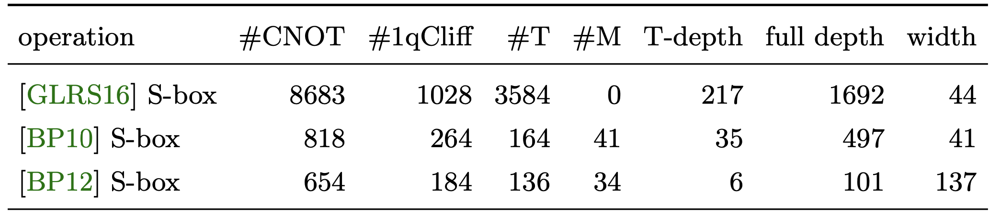 operation #CNOT #1qCliff #T #M T-depth full depth width
[GLRS16] S-box 8683 1028 3584 0 217 1692 44
[BP10] S-box 818 264 164 41 35 497 41
[BP12] S-box 654 184 136 34 6 101 137